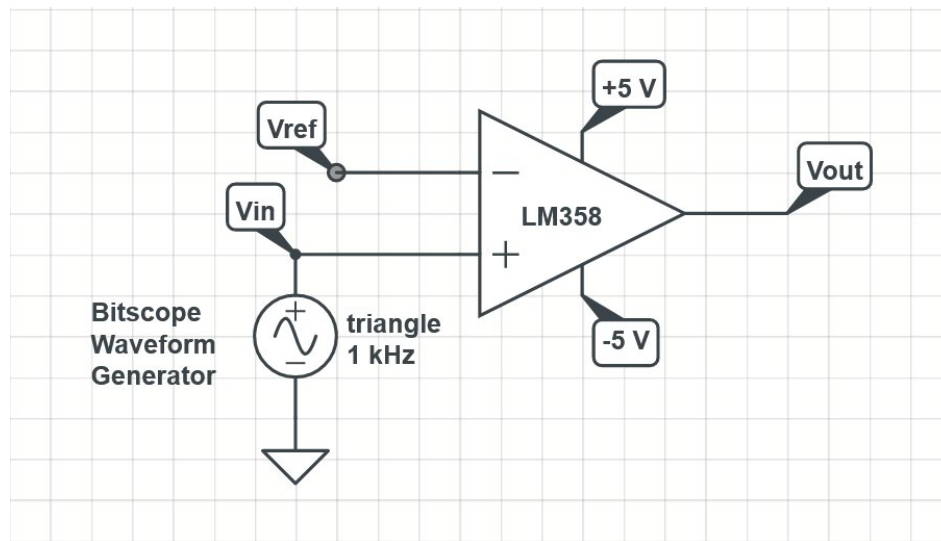 +5 V
Vref
−
Vout
Vin
LM358
+
Bitscope
Waveform
Generator
+
−
triangle
1 kHz
-5 V